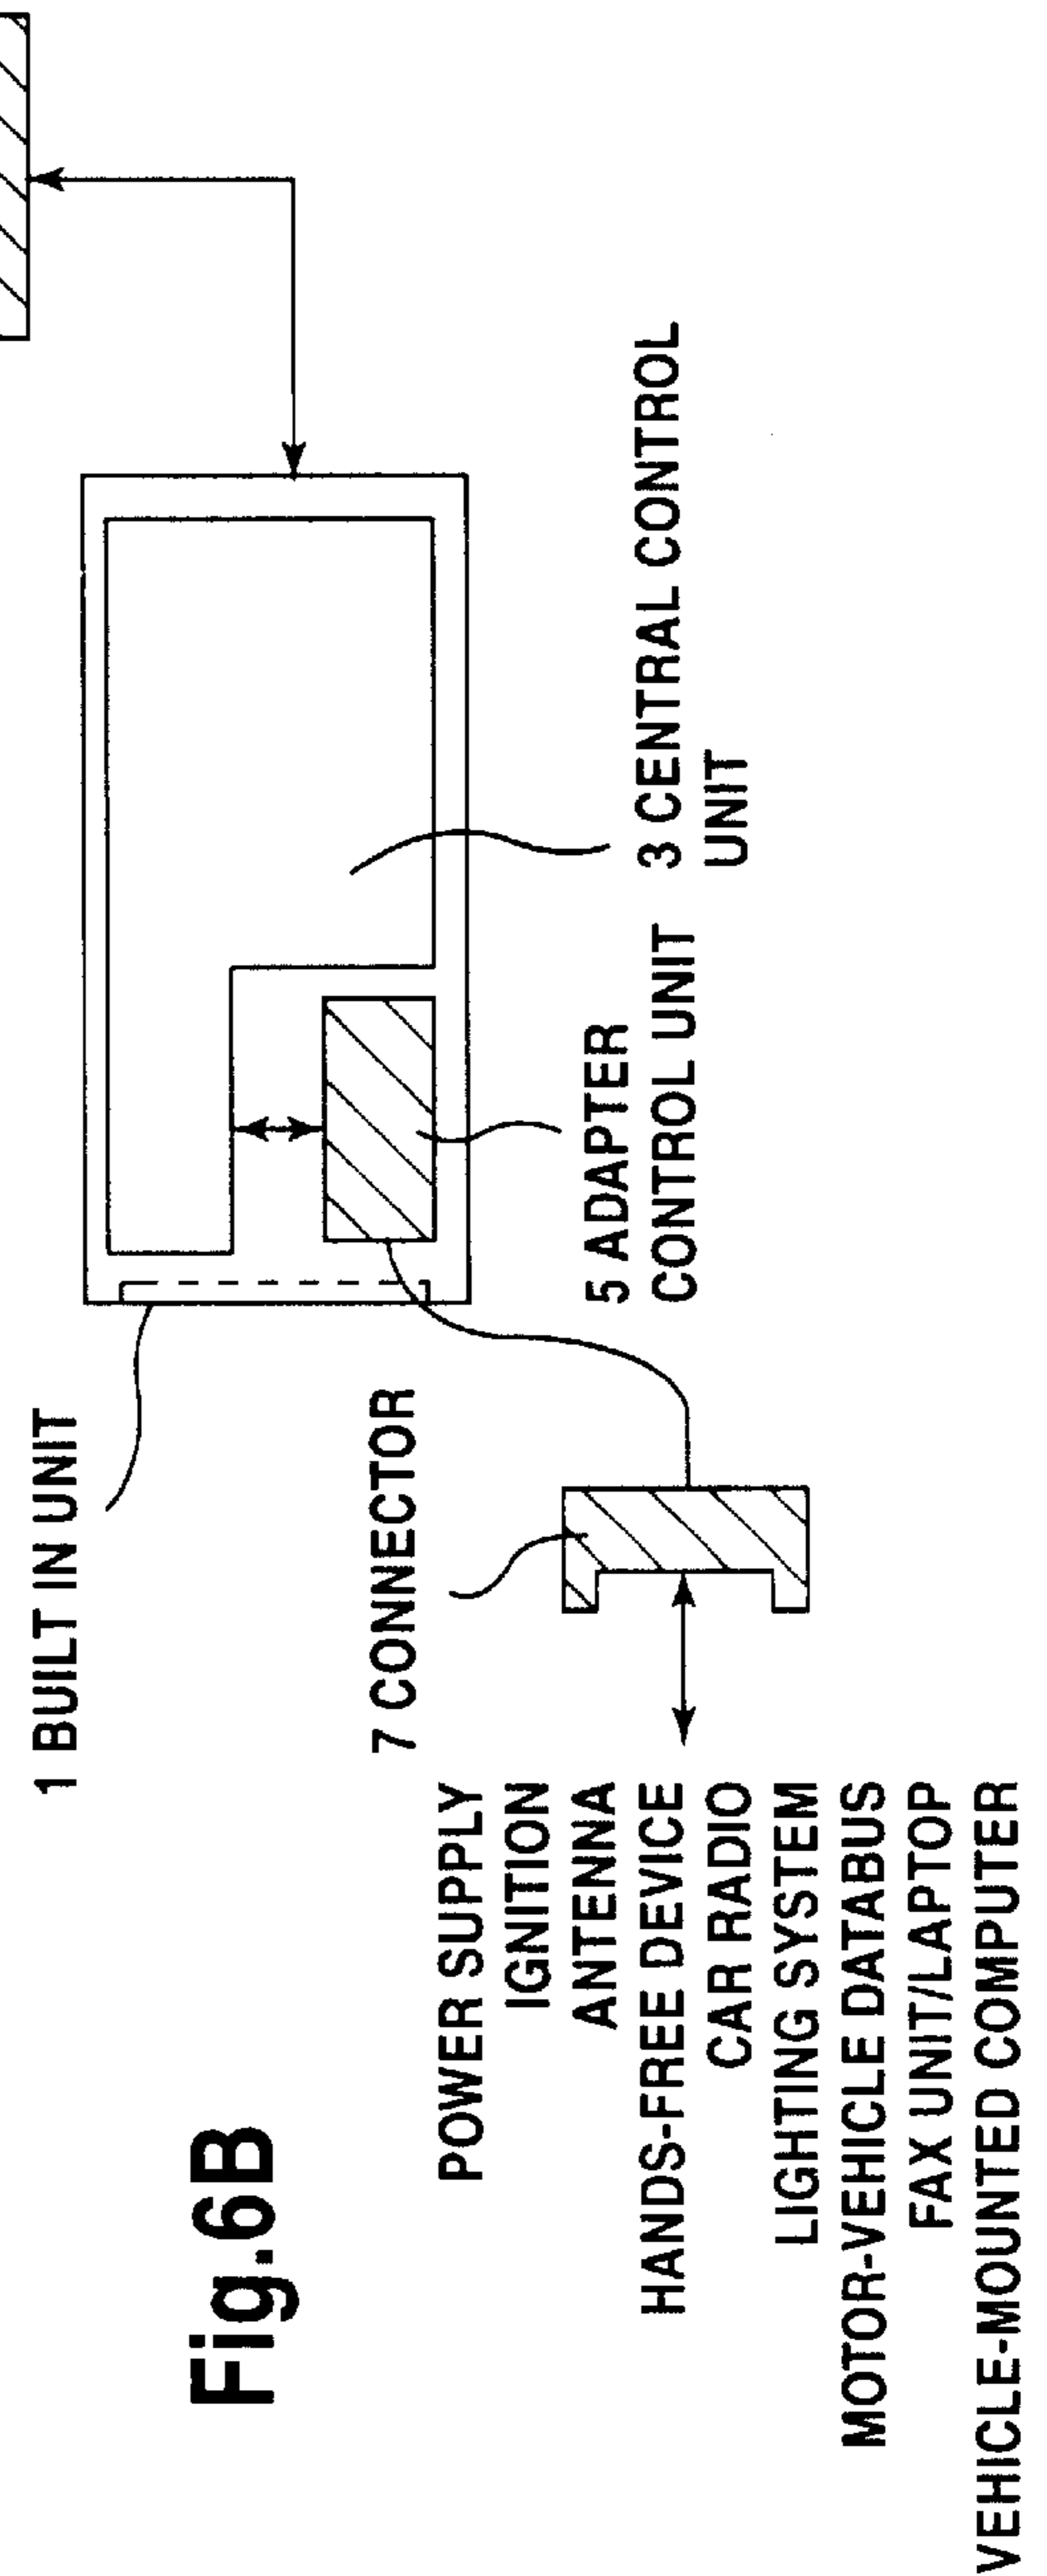 Fig.6B
1 BUILT IN UNIT
7 CONNECTOR
5 ADAPTER
CONTROL UNIT
3 CENTRAL CONTROL
UNIT
POWER SUPPLY
IGNITION
ANTENNA
HANDS-FREE DEVICE
CAR RADIO
LIGHTING SYSTEM
MOTOR-VEHICLE DATABUS
FAX UNIT/LAPTOP
VEHICLE-MOUNTED COMPUTER